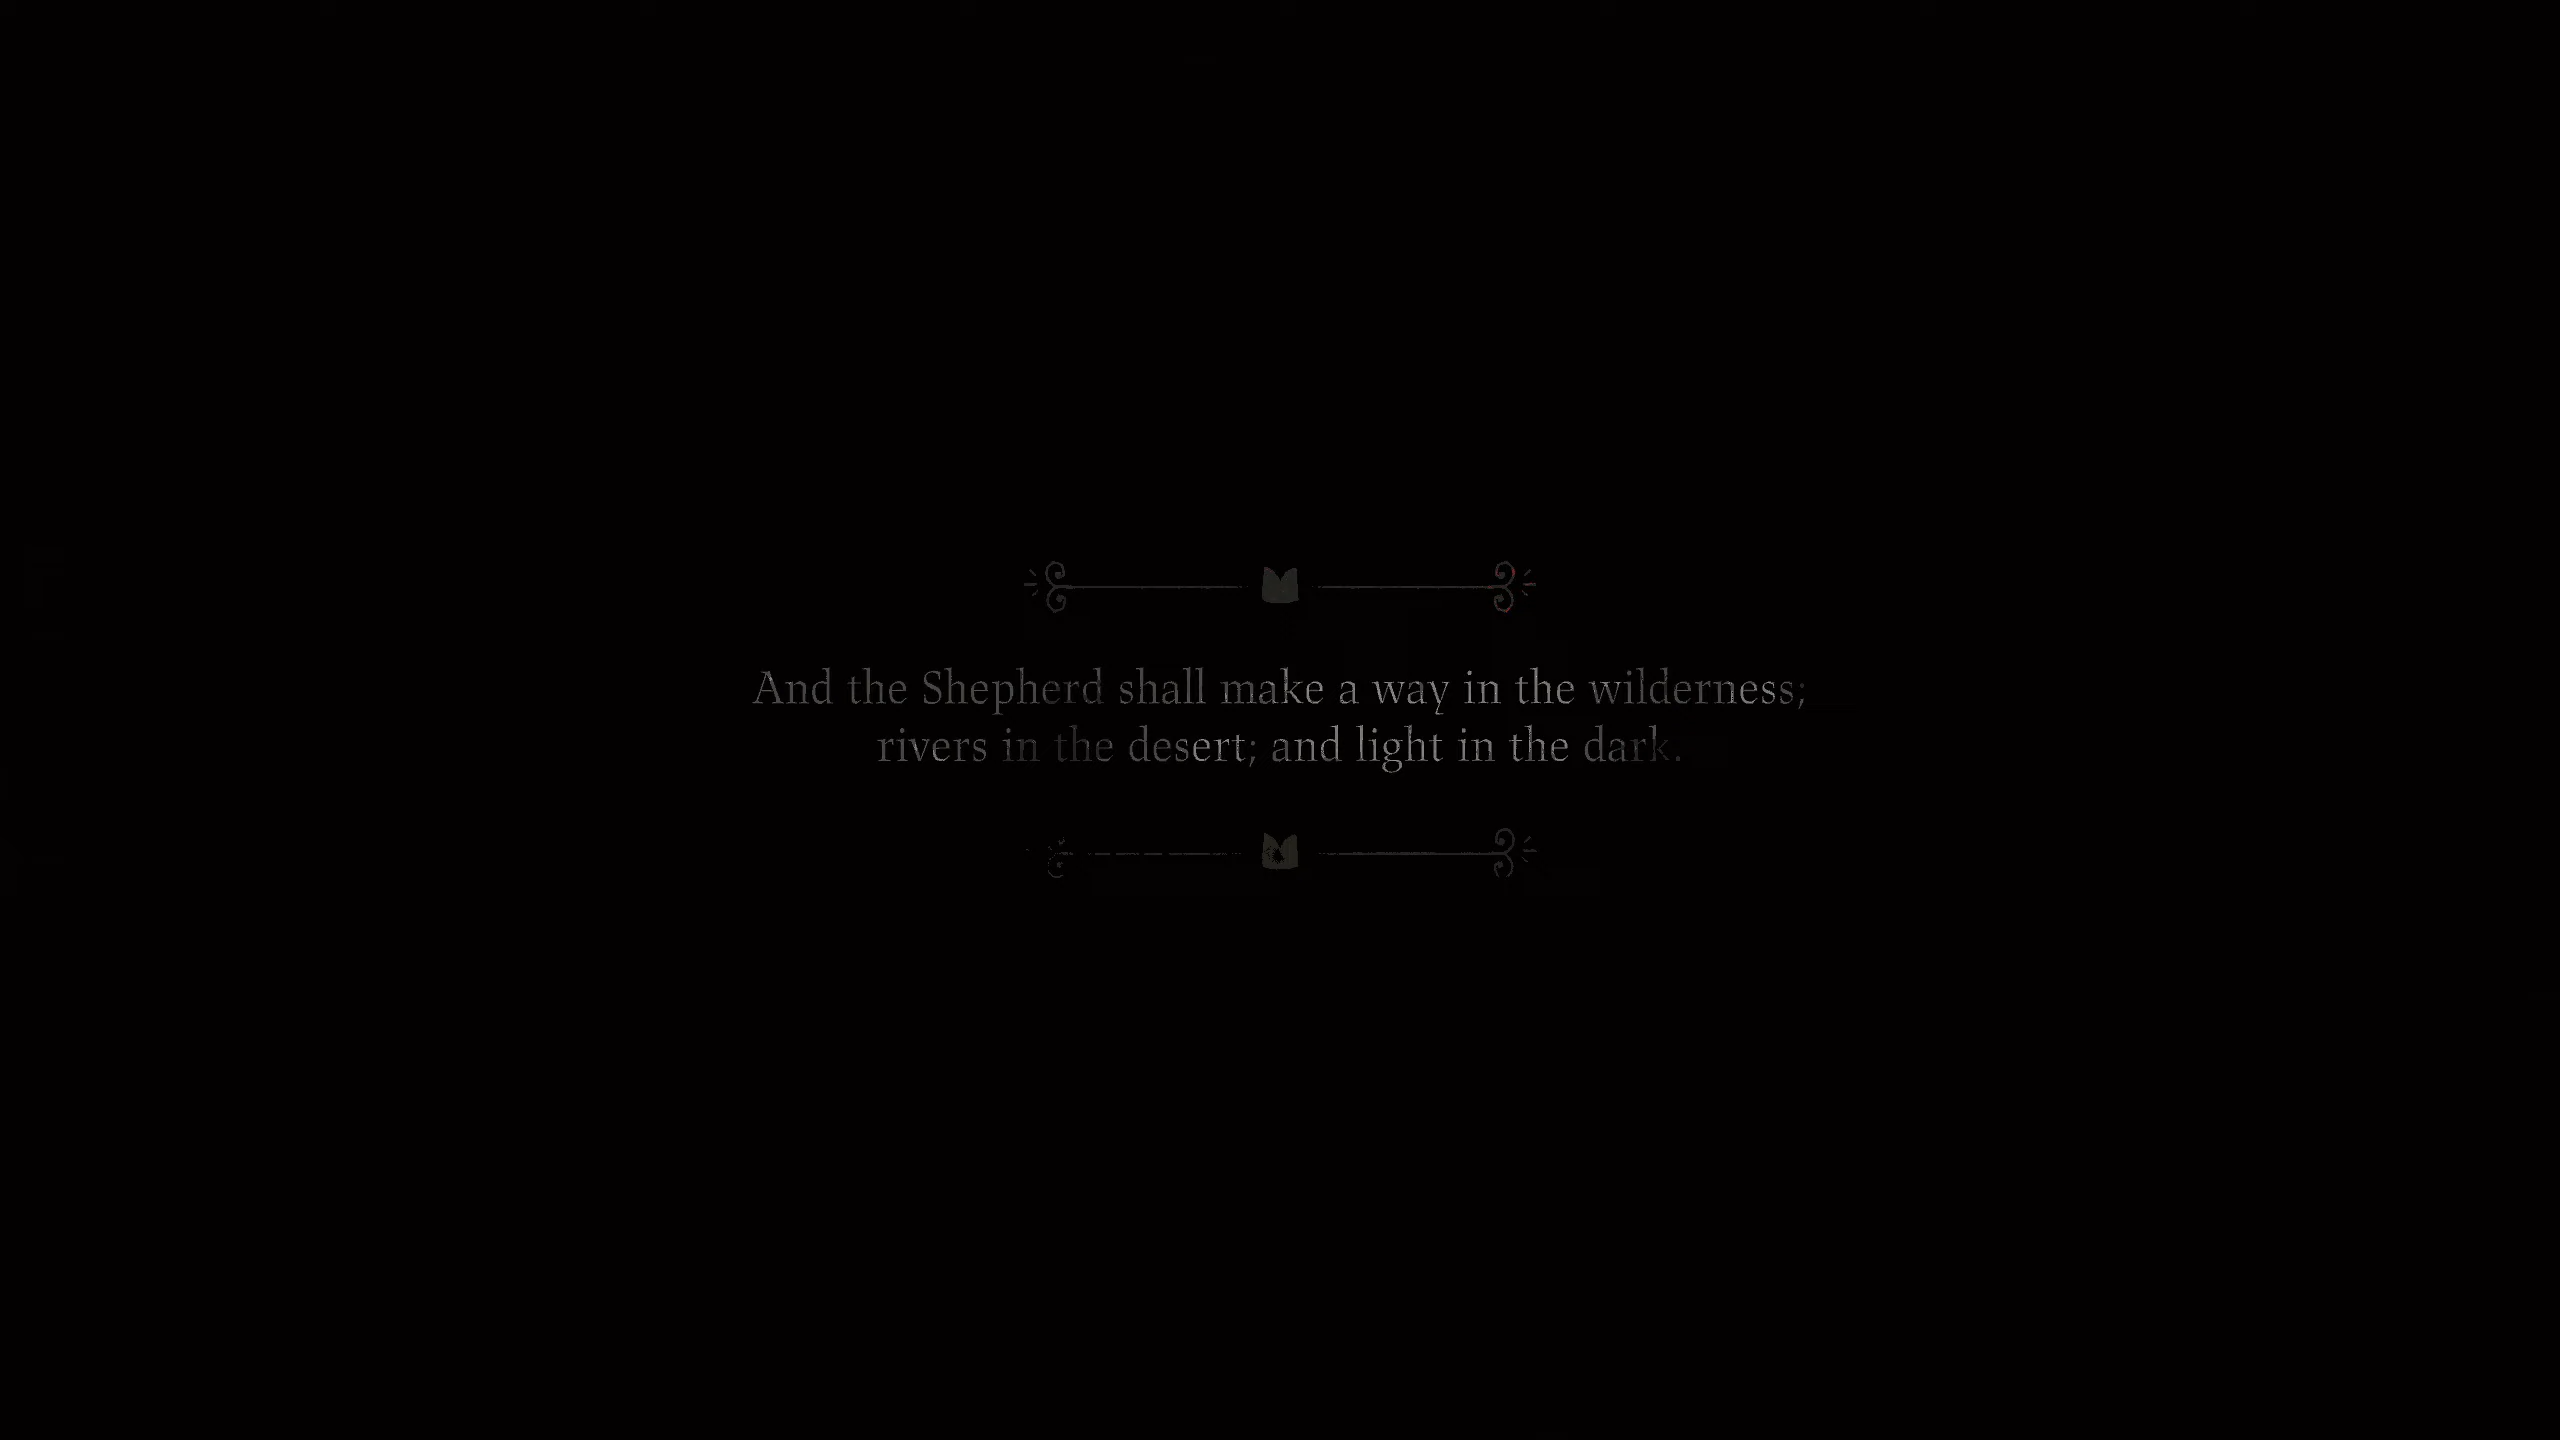 And the Shepherd shall make a way in the wilderness;
rivers in the desert; and light in the dark.